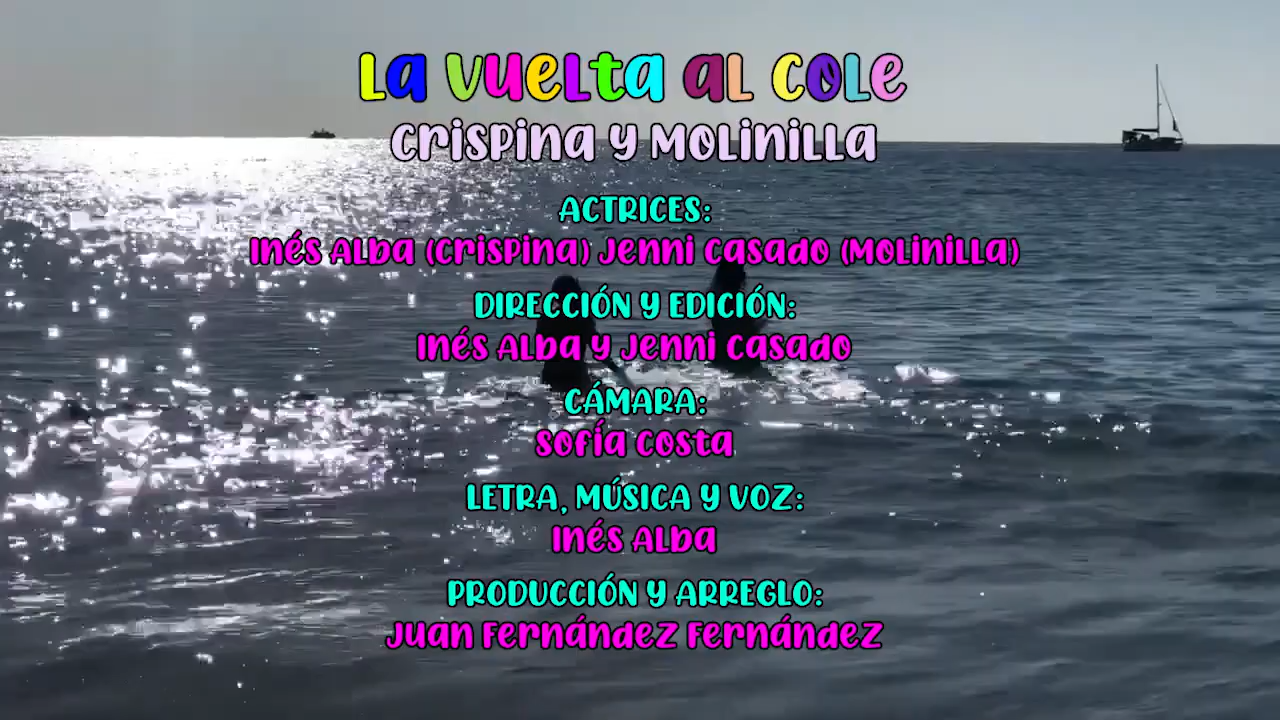 La vuelta al cole
Crispina y Molinilla
ACTRICES:
Inés Alba (Crispina) Jenni Casado (Molinilla)
DIRECCIÓN Y EDICIÓN:
Inés Alba y Jenni Casado
CÁMARA:
Sofía Costa
LETRA, MÚSICA Y VOZ:
Inés Alba
PRODUCCIÓN Y ARREGLO:
Juan Fernández Fernández